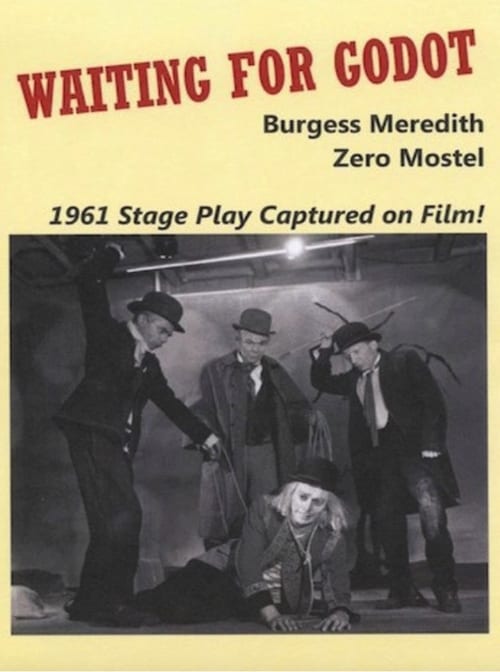 WAITING FOR GODOT
Burgess Meredith
Zero Mostel
1961 Stage Play Captured on Film!